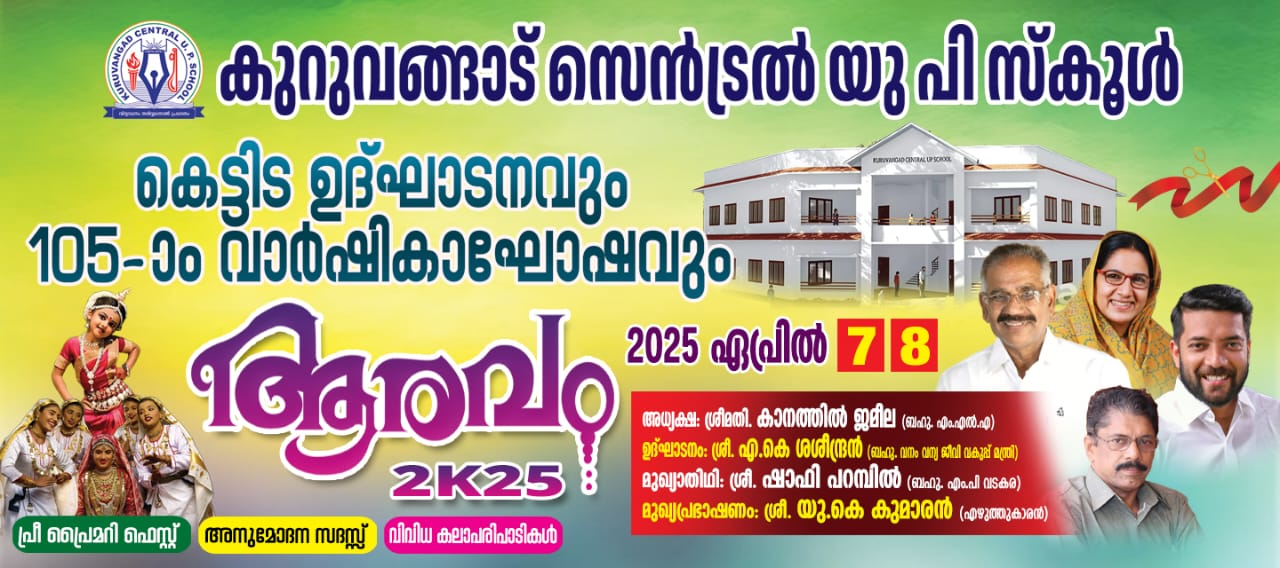 KURUVANGAD CENTRAL U. P. SCHOOL
കുറുവങ്ങാട് സെൻട്രൽ യു പി സ്കൂൾ
കെട്ടിട ഉദ്ഘാടനവും
105-ാം വാർഷികാഘോഷവും
KURUVANGAD CENTRAL UP SCHOOL
ആരവം
2K25
2025 ഏപ്രിൽ 7 8
അധ്യക്ഷ: ശ്രീമതി. കാനത്തിൽ ജമീല (ബഹു. എം.എൽ.എ)
ഉദ്ഘാടനം: ശ്രീ. എ.കെ ശശീന്ദ്രൻ (ബഹു. വനം വന്യ ജീവി വകുപ്പ് മന്ത്രി)
മുഖ്യാതിഥി: ശ്രീ. ഷാഫി പറമ്പിൽ (ബഹു. എം.പി വടകര)
മുഖ്യപ്രഭാഷണം: ശ്രീ. യു.കെ കുമാരൻ (എഴുത്തുകാരൻ)
പ്രീ പ്രൈമറി ഫെസ്റ്റ്
അനുമോദന സദസ്സ്
വിവിധ കലാപരിപാടികൾ